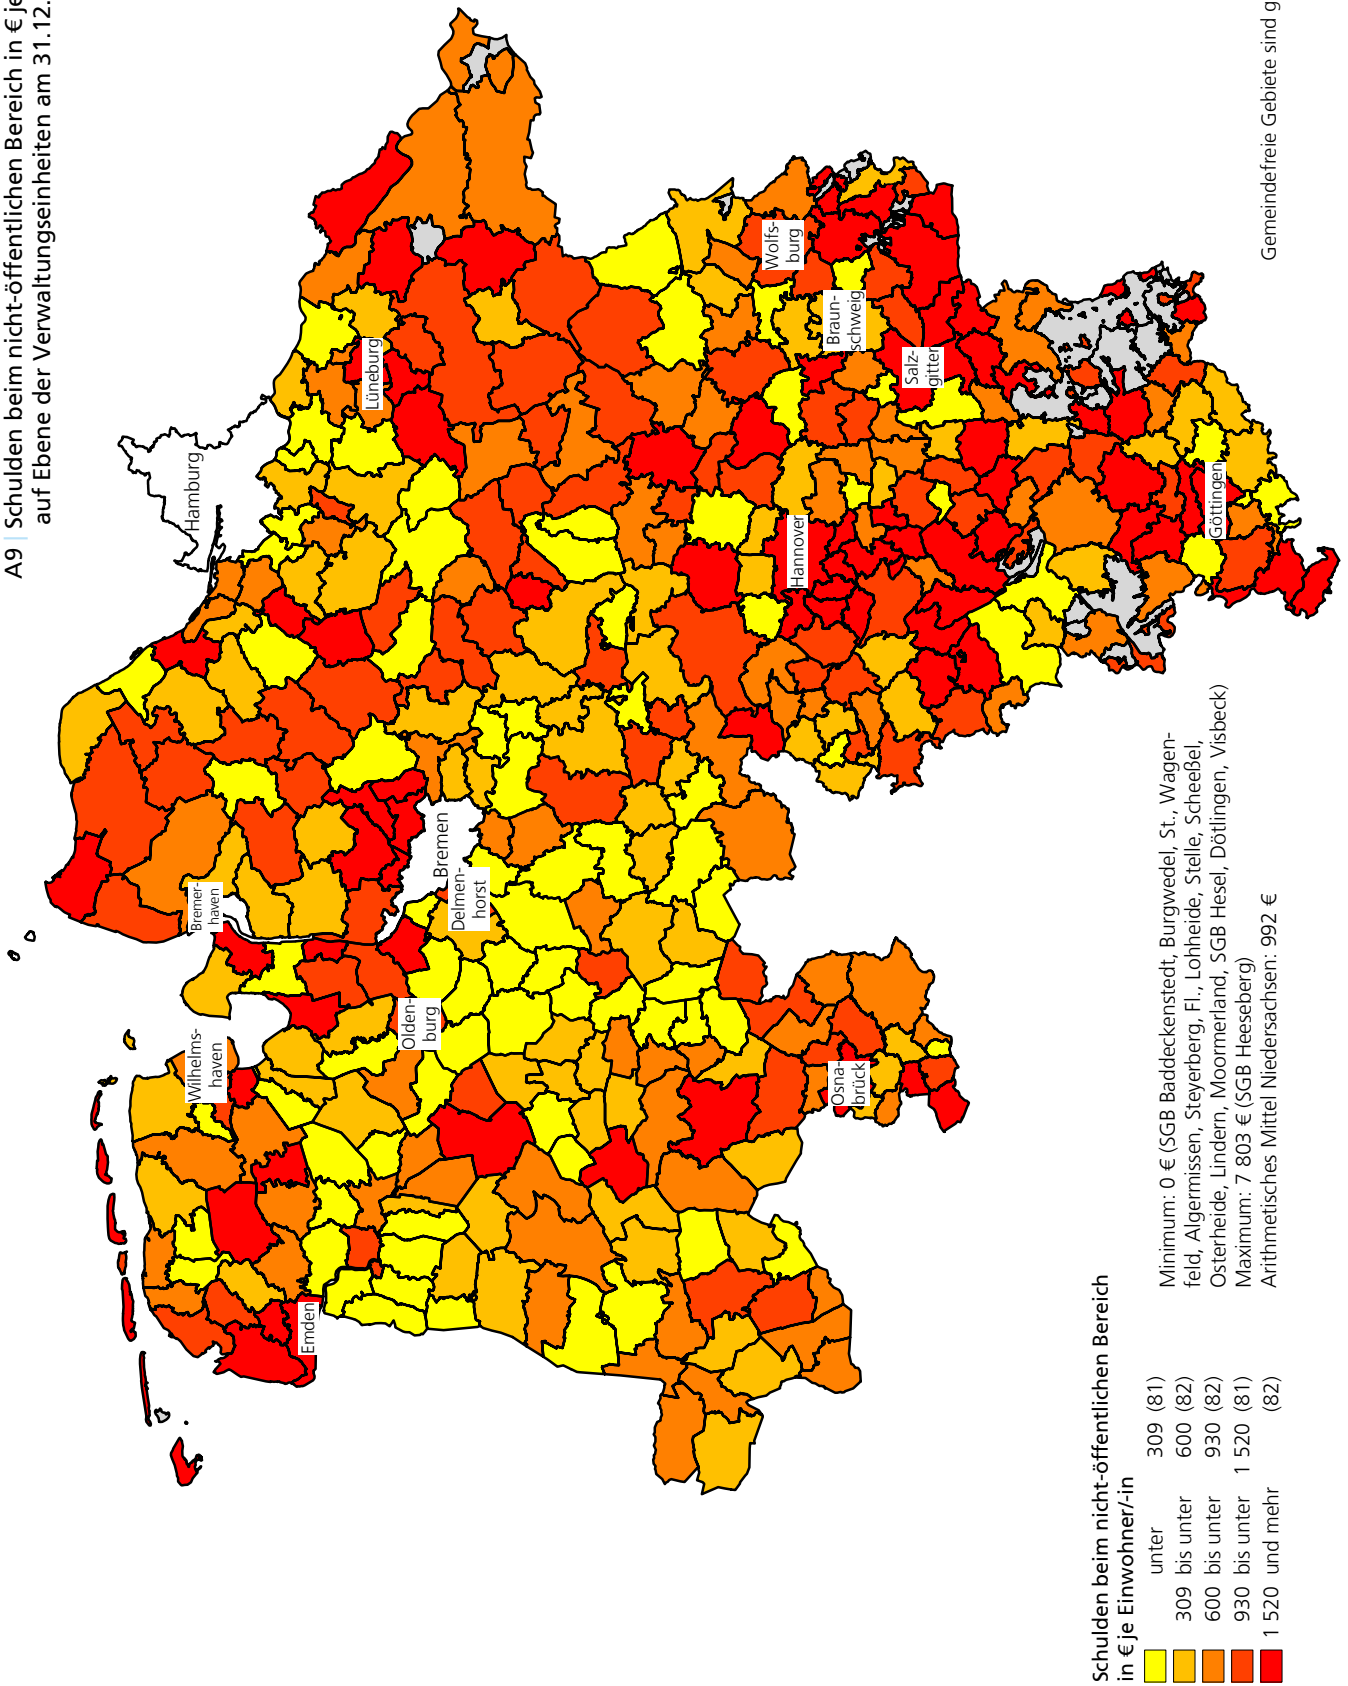 A9 | Schulden beim nicht-öffentlichen Bereich in € je
auf Ebene der Verwaltungseinheiten am 31.12.
Hamburg
Lüneburg
Bremer-
haven
Wilhelms-
haven
Emden
Bremen
Delmen-
horst
Olden-
burg
Wolfs-
burg
Braun-
schweig
Salz-
gitter
Hannover
Osna-
brück
Göttingen
Schulden beim nicht-öffentlichen Bereich
in € je Einwohner/-in
unter 309 (81)
309 bis unter 600 (82)
600 bis unter 930 (82)
930 bis unter 1 520 (81)
1 520 und mehr (82)
Minimum: 0 € (SGB Baddeckenstedt, Burgwedel, St., Wagen-
feld, Algermissen, Steyerberg, Fl., Lohheide, Stelle, Scheeßel,
Osterheide, Lindern, Moormerland, SGB Hesel, Dötlingen, Visbeck)
Maximum: 7 803 € (SGB Heeseberg)
Arithmetisches Mittel Niedersachsen: 992 €
Gemeindefreie Gebiete sind g